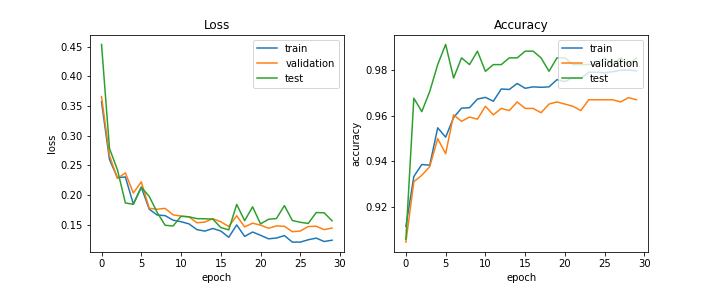 Loss
0.45
0.40
0.35
0.30
0.25
0.20
0.15
loss
0 5 10 15 20 25 30
epoch
train
validation
test
Accuracy
0.98
0.96
0.94
0.92
accuracy
0 5 10 15 20 25 30
epoch
train
validation
test